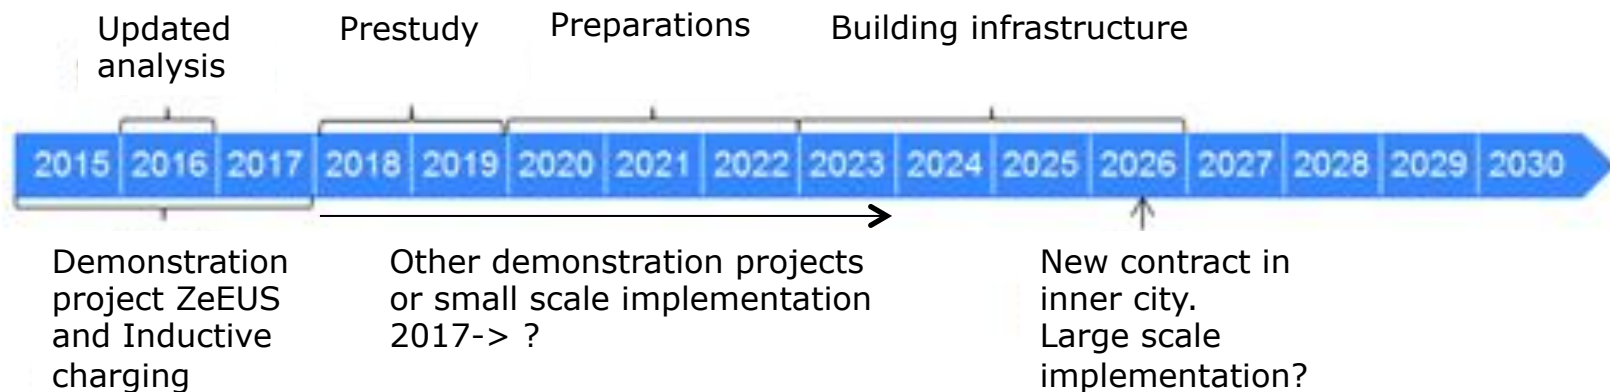 Updated
analysis
Prestudy
Preparations
Building infrastructure
2015 2016 2017 2018 2019 2020 2021 2022 2023 2024 2025 2026 2027 2028 2029 2030
Demonstration
project ZeEUS
and Inductive
charging
Other demonstration projects
or small scale implementation
2017-> ?
New contract in
inner city.
Large scale
implementation?